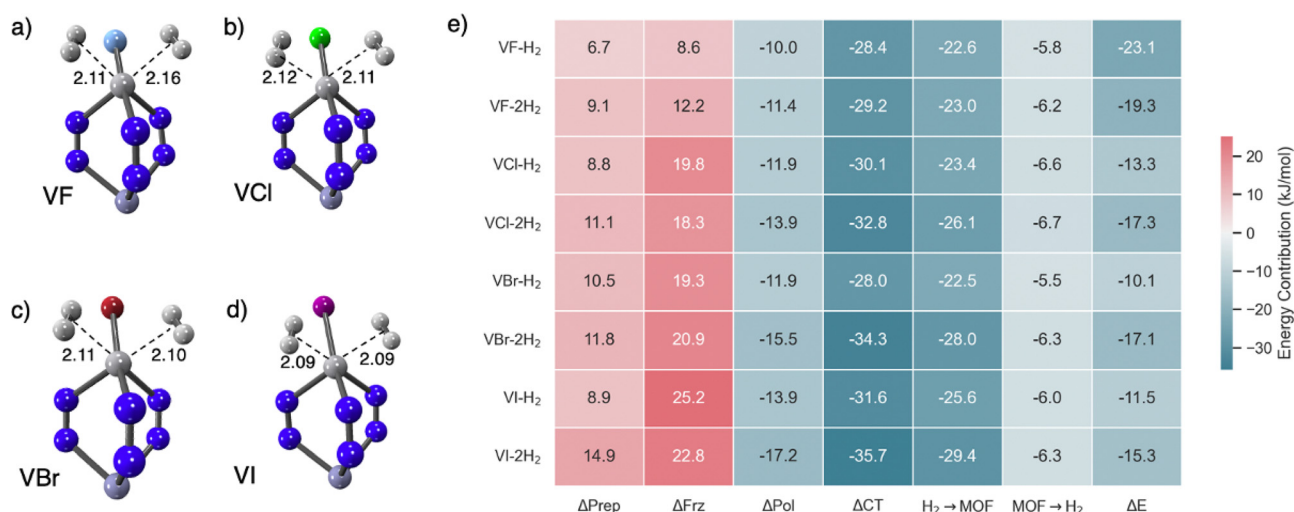 a)
2.11
2.16
VF
b)
2.12
2.11
VCl
c)
2.11
2.10
VBr
d)
2.09
2.09
VI
e)
VF-H₂ 6.7 8.6 -10.0 -28.4 -22.6 -5.8 -23.1
VF-2H₂ 9.1 12.2 -11.4 -29.2 -23.0 -6.2 -19.3
VCl-H₂ 8.8 19.8 -11.9 -30.1 -23.4 -6.6 -13.3
VCl-2H₂ 11.1 18.3 -13.9 -32.8 -26.1 -6.7 -17.3
VBr-H₂ 10.5 19.3 -11.9 -28.0 -22.5 -5.5 -10.1
VBr-2H₂ 11.8 20.9 -15.5 -34.3 -28.0 -6.3 -17.1
VI-H₂ 8.9 25.2 -13.9 -31.6 -25.6 -6.0 -11.5
VI-2H₂ 14.9 22.8 -17.2 -35.7 -29.4 -6.3 -15.3
ΔPrep ΔFrz ΔPol ΔCT H₂ → MOF MOF → H₂ ΔE
20
10
0
-10
-20
-30
Energy Contribution (kJ/mol)